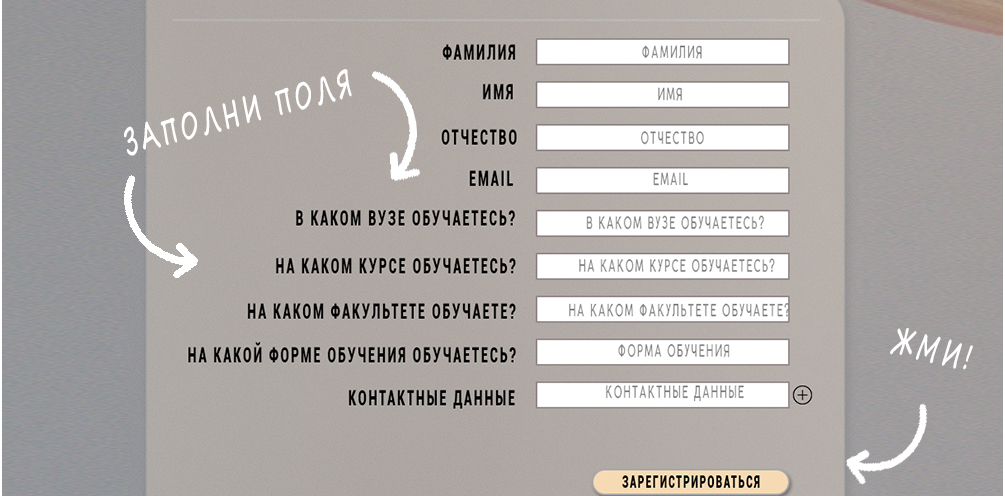 ФАМИЛИЯ ФАМИЛИЯ
ЗАПОЛНИ ПОЛЯ
ИМЯ ИМЯ
ОТЧЕСТВО ОТЧЕСТВО
EMAIL EMAIL
В КАКОМ ВУЗЕ ОБУЧАЕТЕСЬ? В КАКОМ ВУЗЕ ОБУЧАЕТЕСЬ?
НА КАКОМ КУРСЕ ОБУЧАЕТЕСЬ? НА КАКОМ КУРСЕ ОБУЧАЕТЕСЬ?
НА КАКОМ ФАКУЛЬТЕТЕ ОБУЧАЕТЕ? НА КАКОМ ФАКУЛЬТЕТЕ ОБУЧАЕТЕ?
НА КАКОЙ ФОРМЕ ОБУЧЕНИЯ ОБУЧАЕТЕСЬ? ФОРМА ОБУЧЕНИЯ
ЖМИ!
КОНТАКТНЫЕ ДАННЫЕ КОНТАКТНЫЕ ДАННЫЕ
ЗАРЕГИСТРИРОВАТЬСЯ